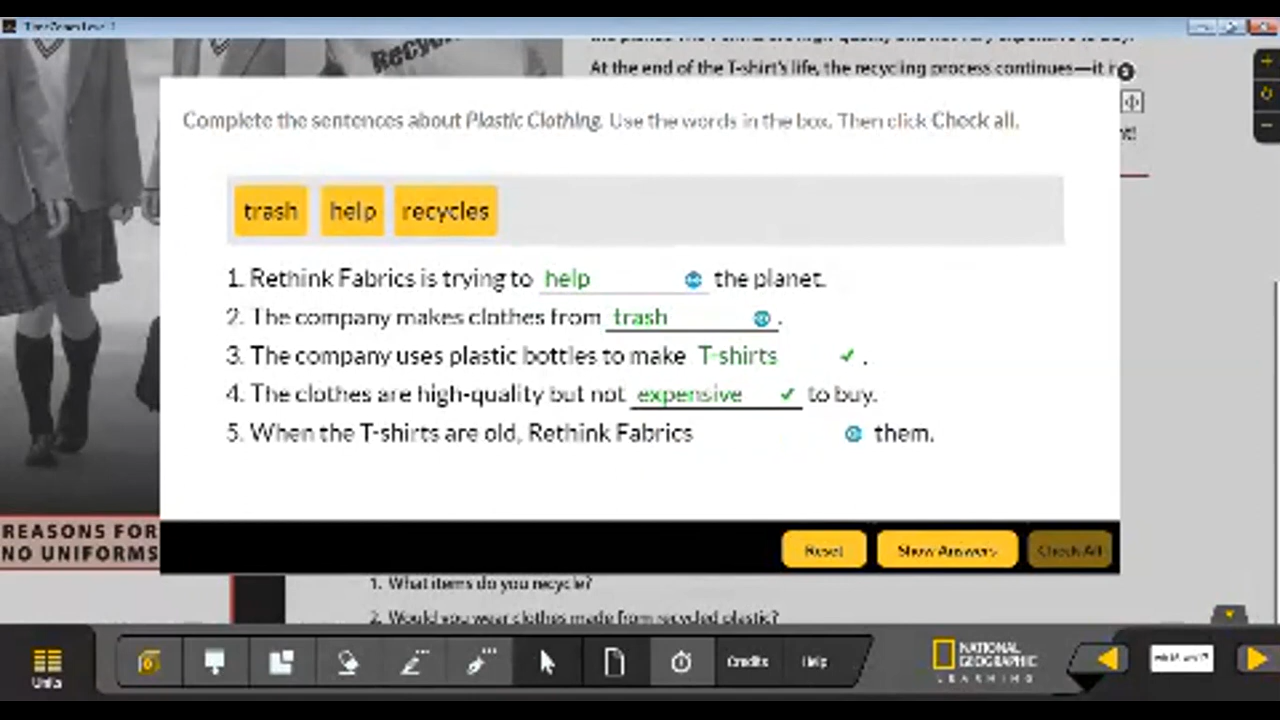 Recycl
At the end of the T-shirt's life, the recycling process continues—it i
Complete the sentences about Plastic Clothing. Use the words in the box. Then click Check all.
trash help recycles
1. Rethink Fabrics is trying to help the planet.
2. The company makes clothes from trash .
3. The company uses plastic bottles to make T-shirts .
4. The clothes are high-quality but not expensive to buy.
5. When the T-shirts are old, Rethink Fabrics them.
REASONS FOR
NO UNIFORMS
Reset Show Answers Check All
1. What items do you recycle?
2. Would you wear clothes made from recycled plastic?
Units
Credits Help
NATIONAL
GEOGRAPHIC
LEARNING